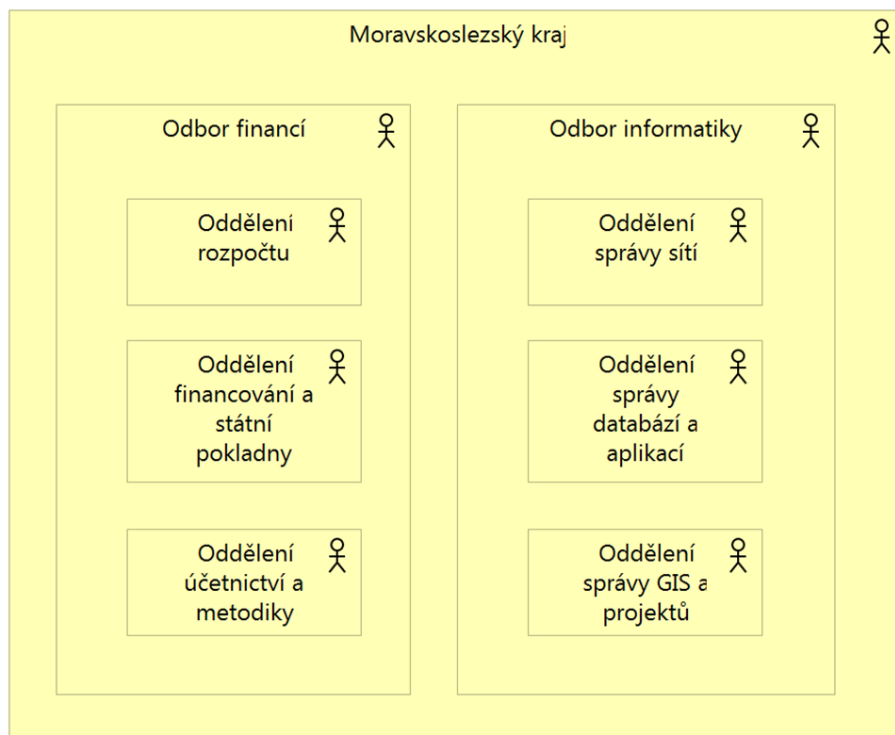 Moravskoslezský kraj
Odbor financí
Oddělení
rozpočtu
Oddělení
financování a
státní
pokladny
Oddělení
účetnictví a
metodiky
Odbor informatiky
Oddělení
správy sítí
Oddělení
správy
databází a
aplikací
Oddělení
správy GIS a
projektů